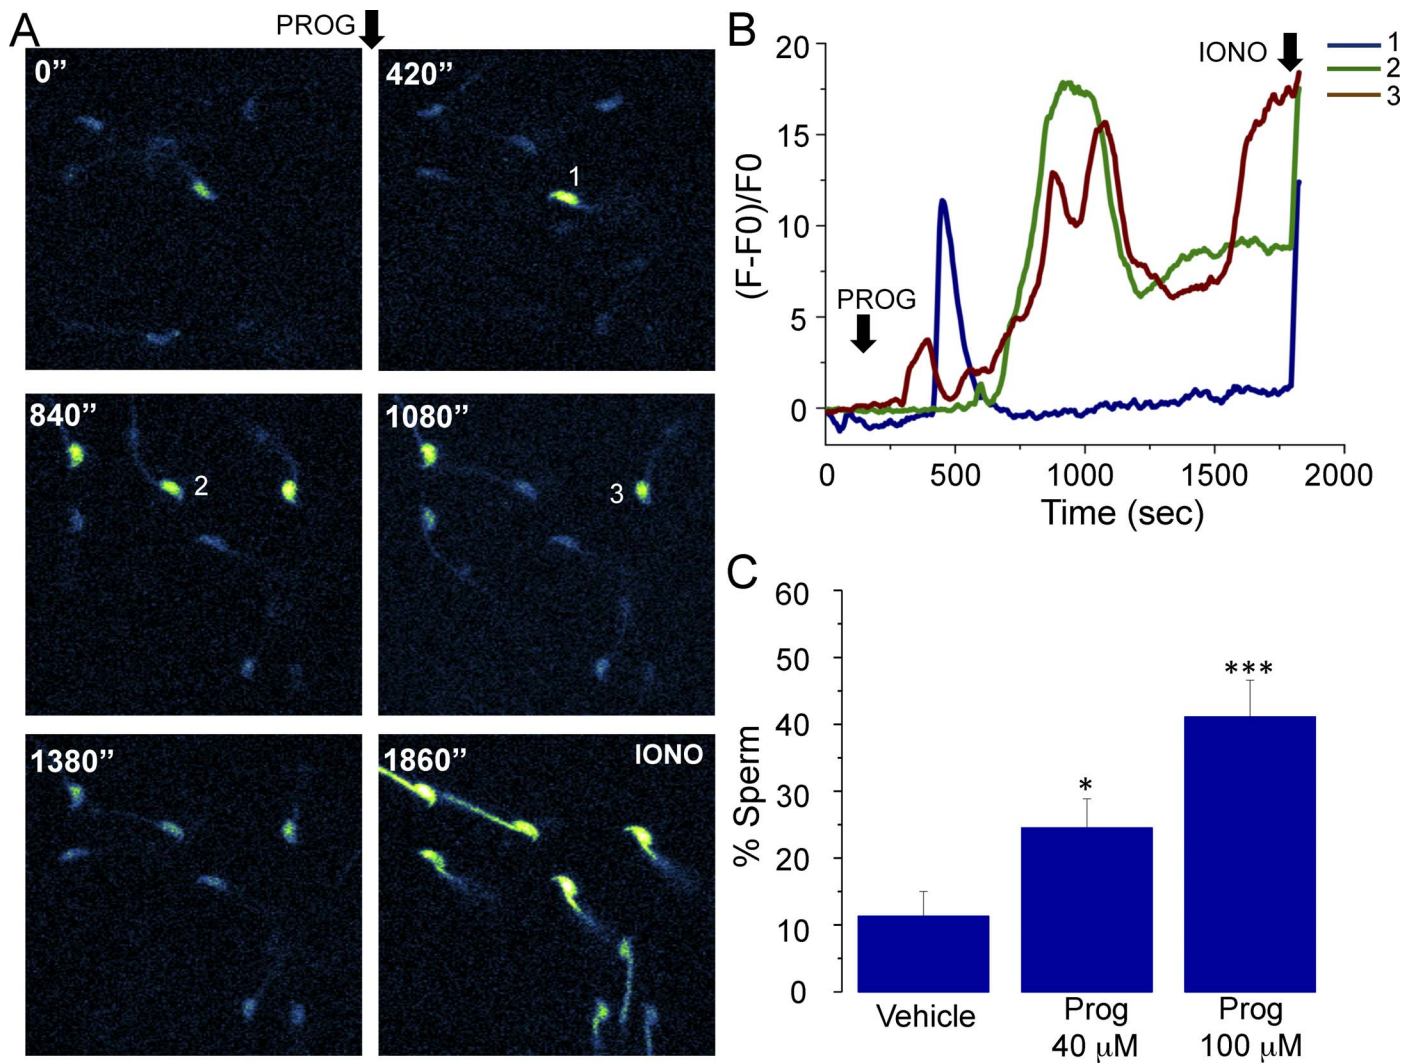 A
PROG
0”
420”
1
840”
2
1080”
3
1380”
1860”
IONO
B
20
15
10
5
0
(F-F0)/F0
PROG
IONO
1
2
3
0
500
1000
1500
2000
Time (sec)
C
60
50
40
30
20
10
0
% Sperm
*
***
Vehicle
Prog
40 μM
Prog
100 μM